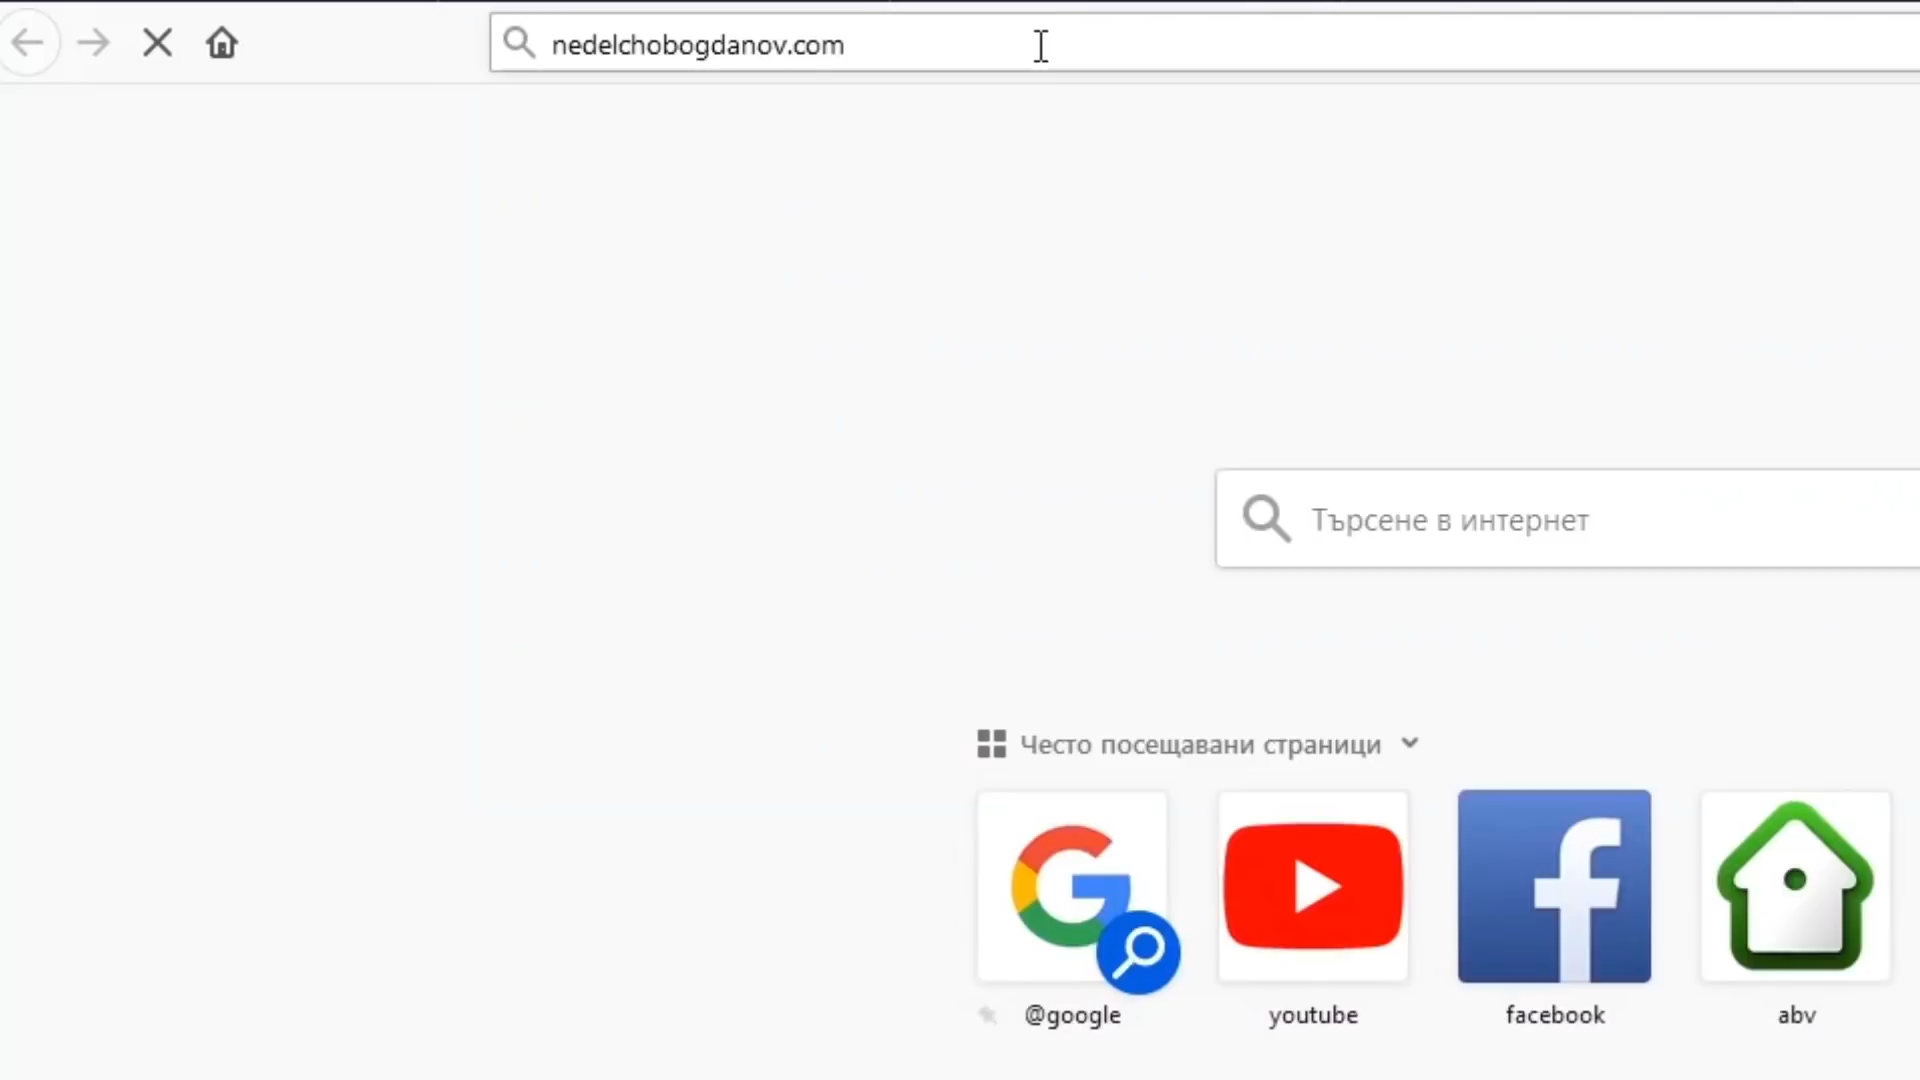 nedelchobogdanov.com
Търсене в интернет
Често посещавани страници
@google
youtube
facebook
abv